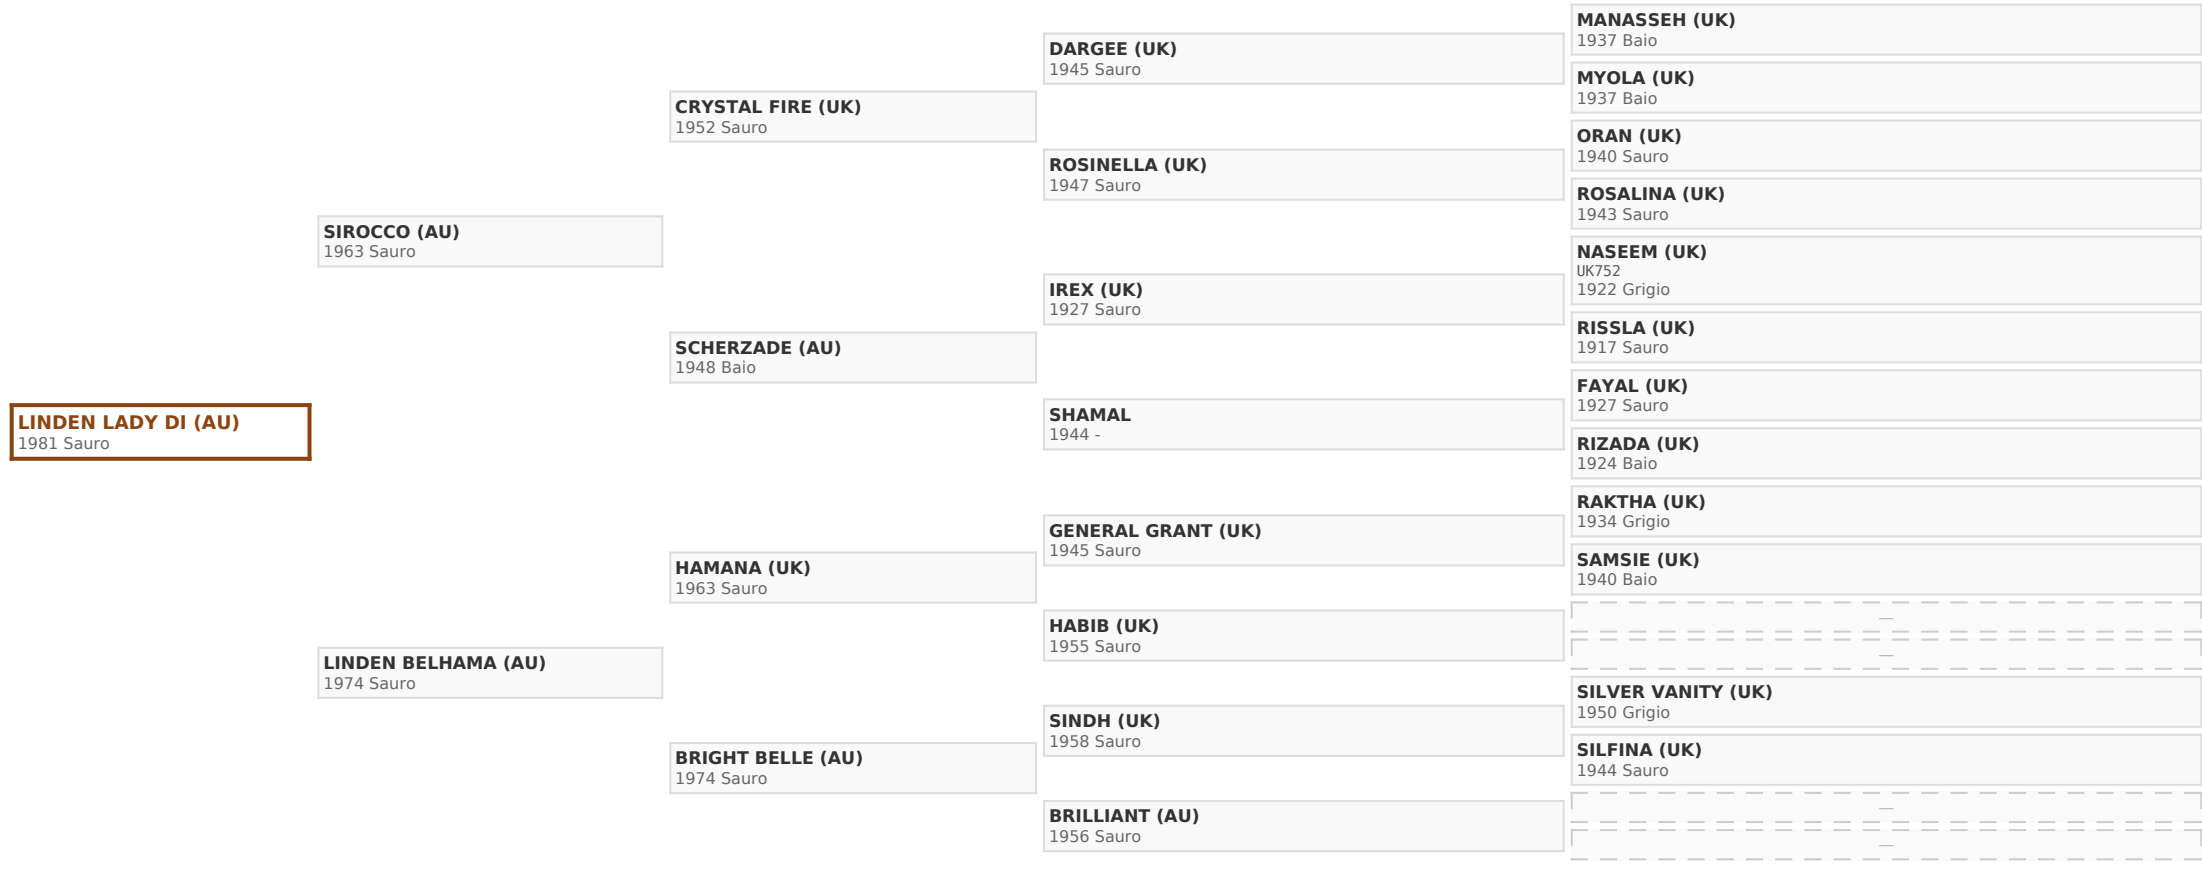 LINDEN LADY DI (AU)
1981 Sauro
SIROCCO (AU)
1963 Sauro
LINDEN BELHAMA (AU)
1974 Sauro
CRYSTAL FIRE (UK)
1952 Sauro
SCHERZADE (AU)
1948 Baio
HAMANA (UK)
1963 Sauro
BRIGHT BELLE (AU)
1974 Sauro
DARGEE (UK)
1945 Sauro
ROSINELLA (UK)
1947 Sauro
IREX (UK)
1927 Sauro
SHAMAL
1944 -
GENERAL GRANT (UK)
1945 Sauro
HABIB (UK)
1955 Sauro
SINDH (UK)
1958 Sauro
BRILLIANT (AU)
1956 Sauro
MANASSEH (UK)
1937 Baio
MYOLA (UK)
1937 Baio
ORAN (UK)
1940 Sauro
ROSALINA (UK)
1943 Sauro
NASEEM (UK)
UK752
1922 Grigio
RISSLA (UK)
1917 Sauro
FAYAL (UK)
1927 Sauro
RIZADA (UK)
1924 Baio
RAKTHA (UK)
1934 Grigio
SAMSIE (UK)
1940 Baio
—
—
SILVER VANITY (UK)
1950 Grigio
SILFINA (UK)
1944 Sauro
—
—